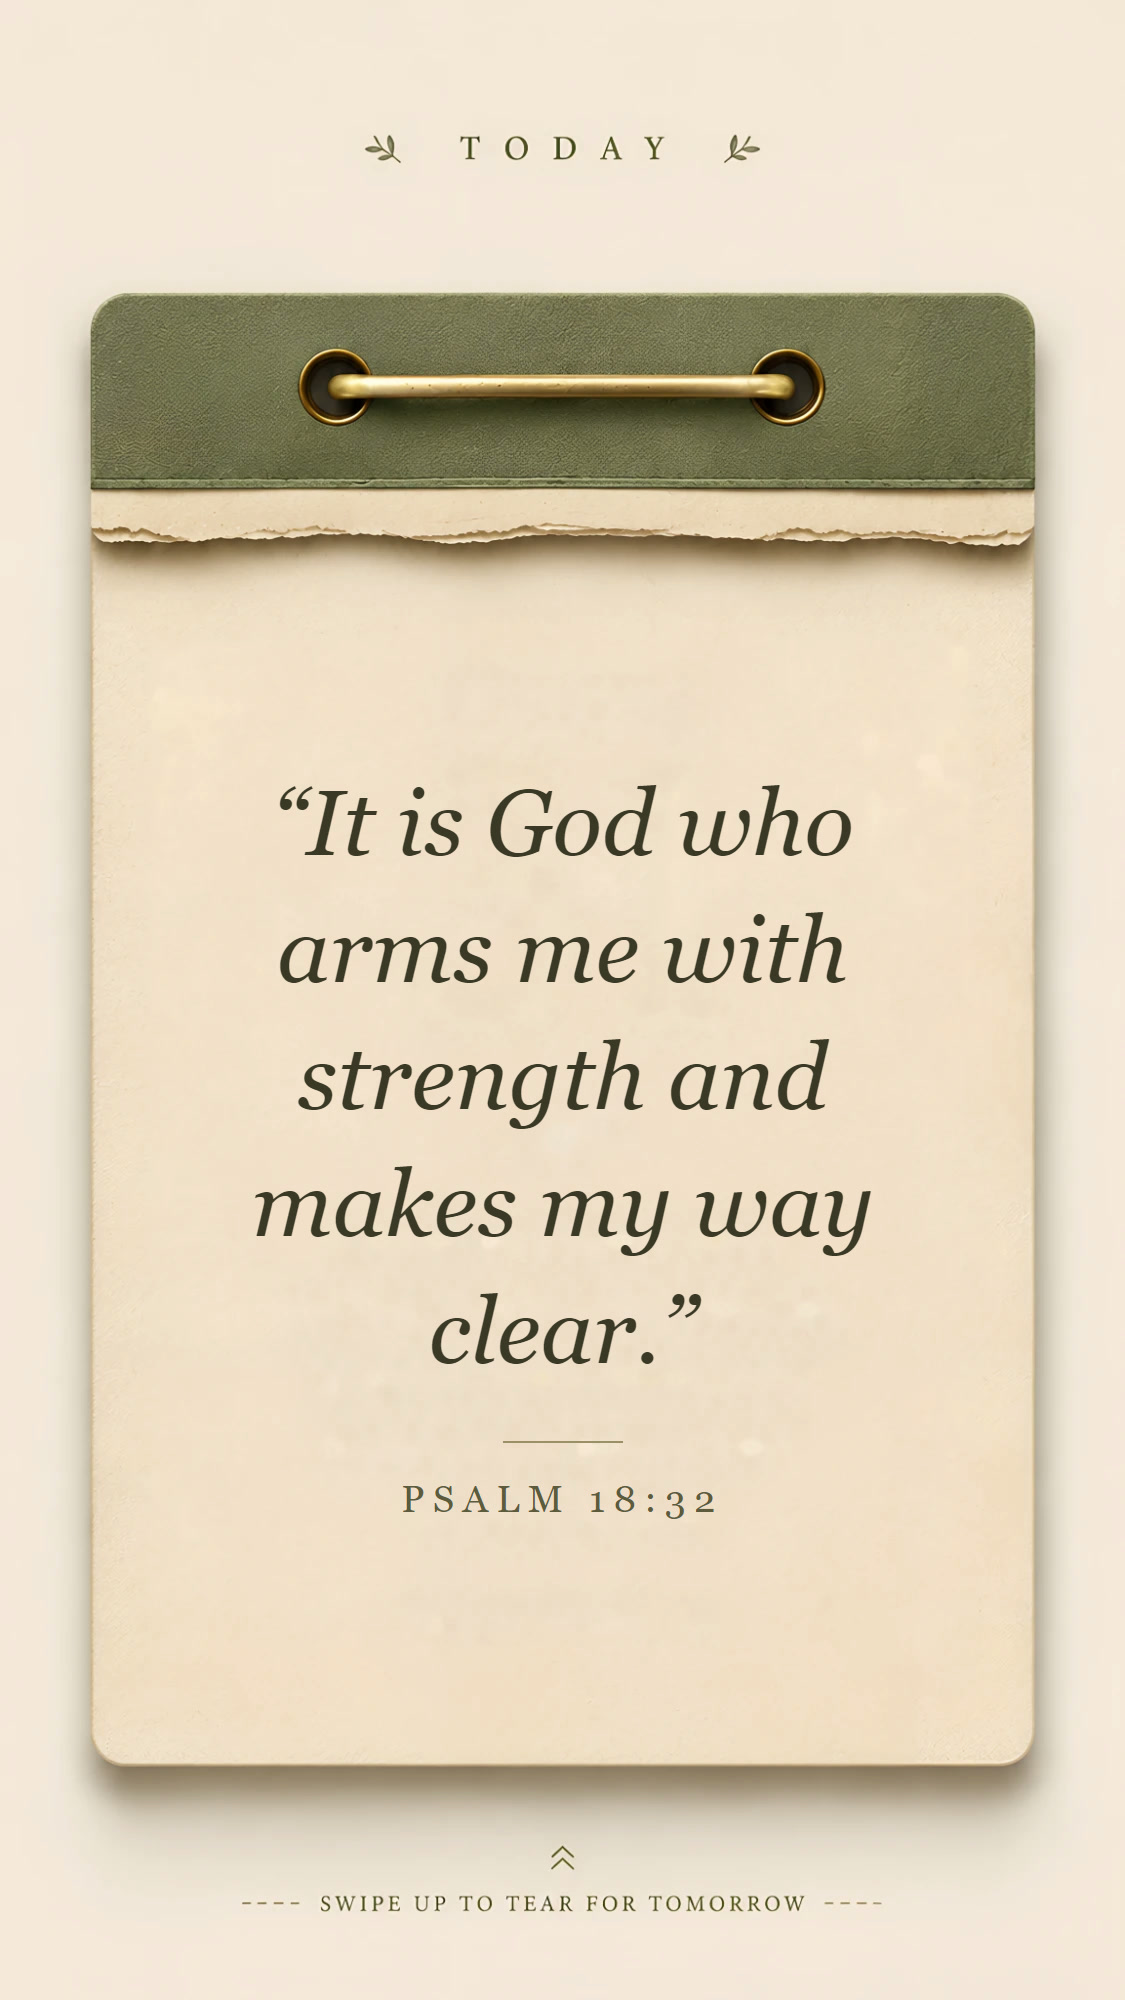 TODAY
“It is God who
arms me with
strength and
makes my way
clear.”
PSALM 18:32
SWIPE UP TO TEAR FOR TOMORROW